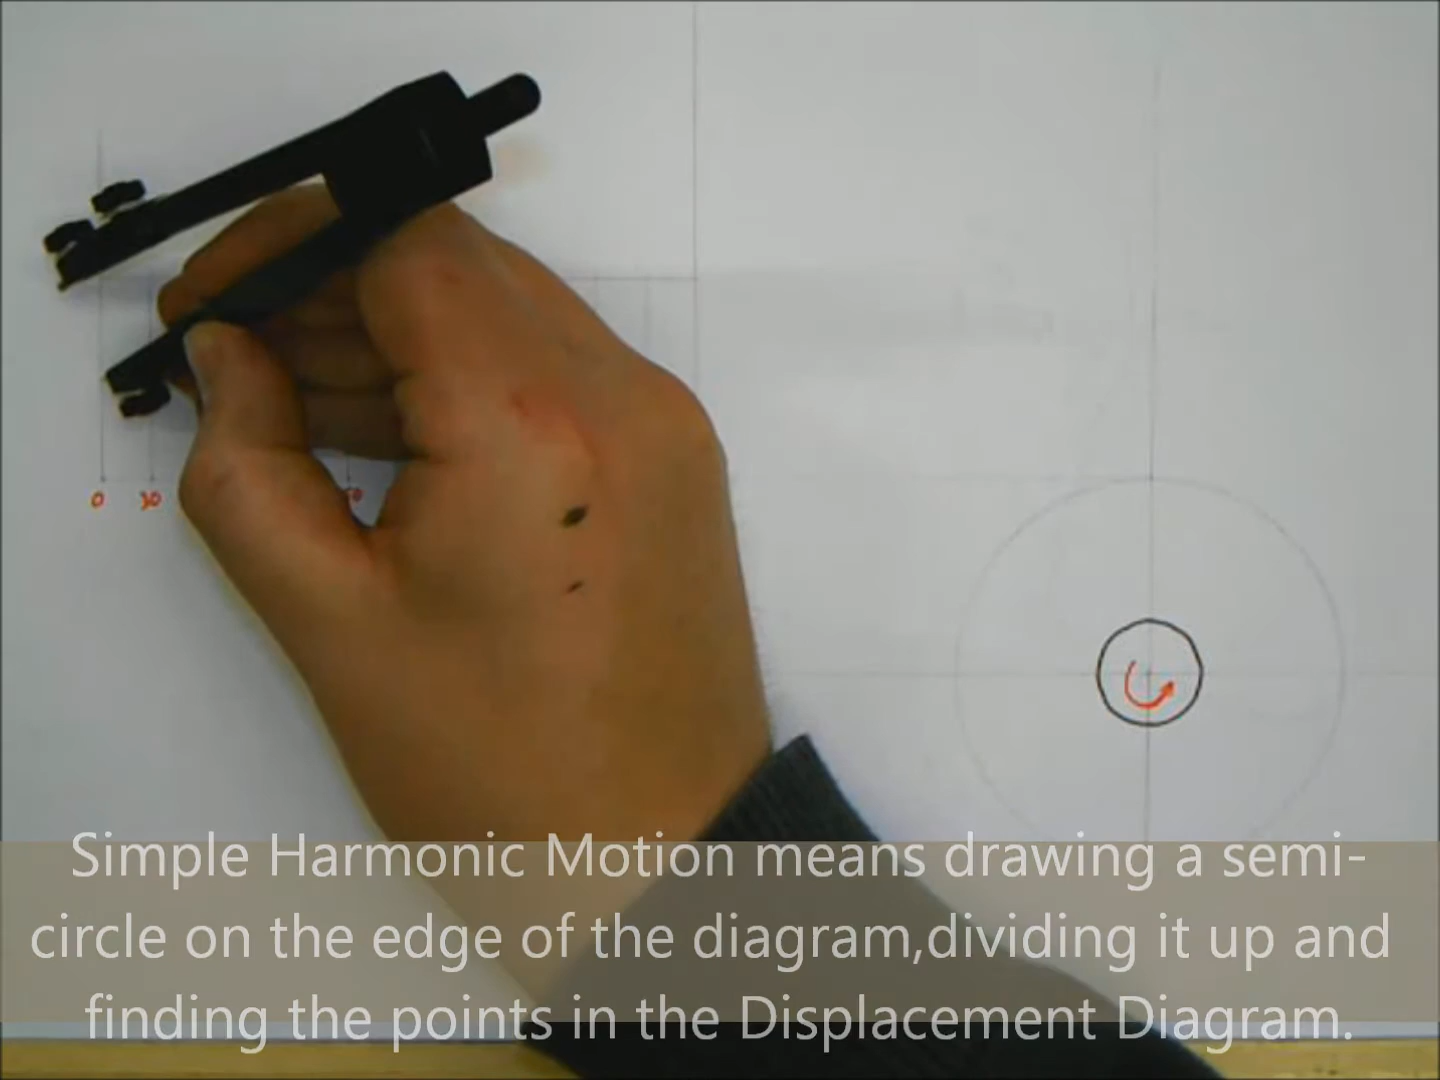 0 30
Simple Harmonic Motion means drawing a semi-
circle on the edge of the diagram,dividing it up and
finding the points in the Displacement Diagram.